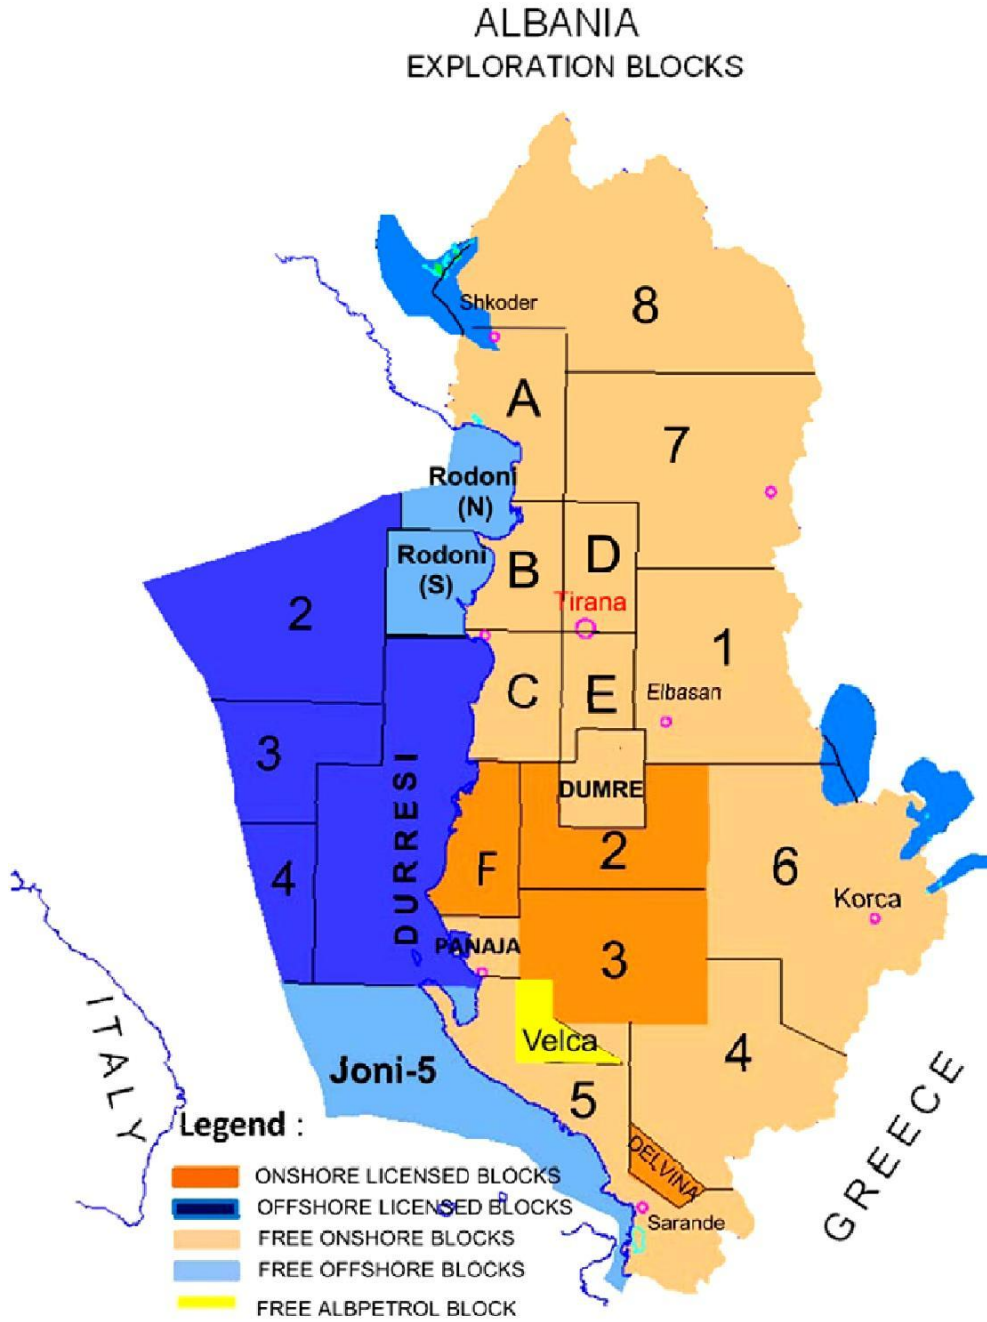 ALBANIA
EXPLORATION BLOCKS
8
Shkoder
A
7
Rodoni
(N)
Rodoni
(S)
B
D
Tirana
2
1
C
E
Elbasan
3
DURRESI
DUMRE
2
F
4
6
Korca
PANAJA
3
ITALY
Velca
4
Joni-5
5
GREECE
DELVINA
Sarande
Legend :
ONSHORE LICENSED BLOCKS
OFFSHORE LICENSED BLOCKS
FREE ONSHORE BLOCKS
FREE OFFSHORE BLOCKS
FREE ALBPETROL BLOCK